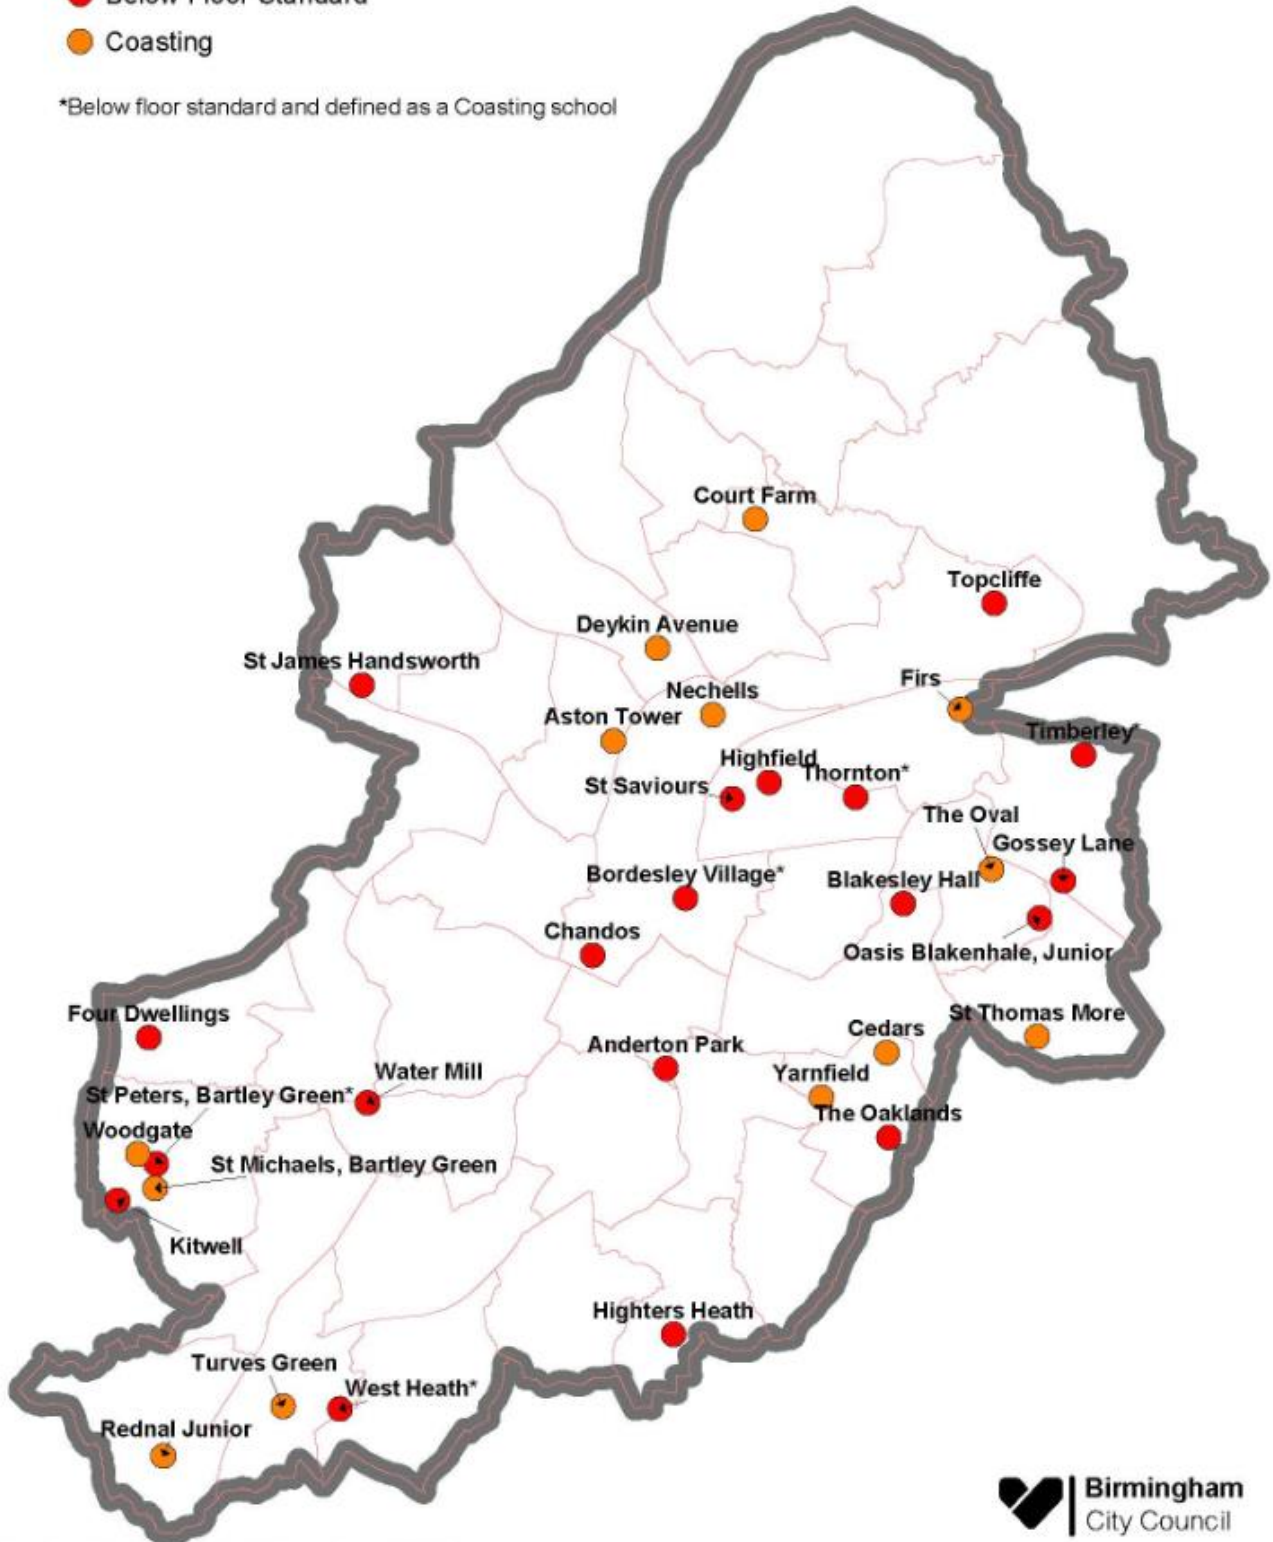 Below Floor Standard
Coasting
*Below floor standard and defined as a Coasting school
Court Farm
Topcliffe
Deykin Avenue
St James Handsworth
Firs
Nechells
Aston Tower
Timberley*
Highfield
Thornton*
St Saviours
The Oval
Gossey Lane
Bordesley Village*
Blakesley Hall
Chandos
Oasis Blakenhale, Junior
Four Dwellings
St Thomas More
Cedars
Anderton Park
Water Mill
Yarnfield
St Peters, Bartley Green*
The Oaklands
Woodgate
St Michaels, Bartley Green
Kitwell
Highters Heath
Turves Green
West Heath*
Rednal Junior
Birmingham
City Council